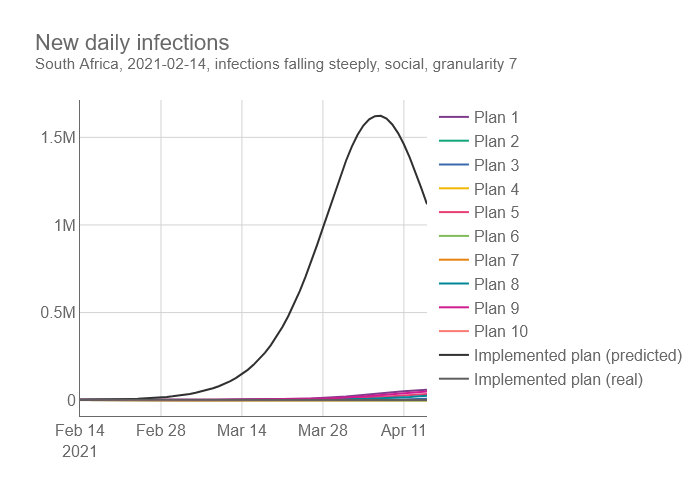 New daily infections
South Africa, 2021-02-14, infections falling steeply, social, granularity 7
1.5M
1M
0.5M
0
Feb 14
2021
Feb 28
Mar 14
Mar 28
Apr 11
Plan 1
Plan 2
Plan 3
Plan 4
Plan 5
Plan 6
Plan 7
Plan 8
Plan 9
Plan 10
Implemented plan (predicted)
Implemented plan (real)